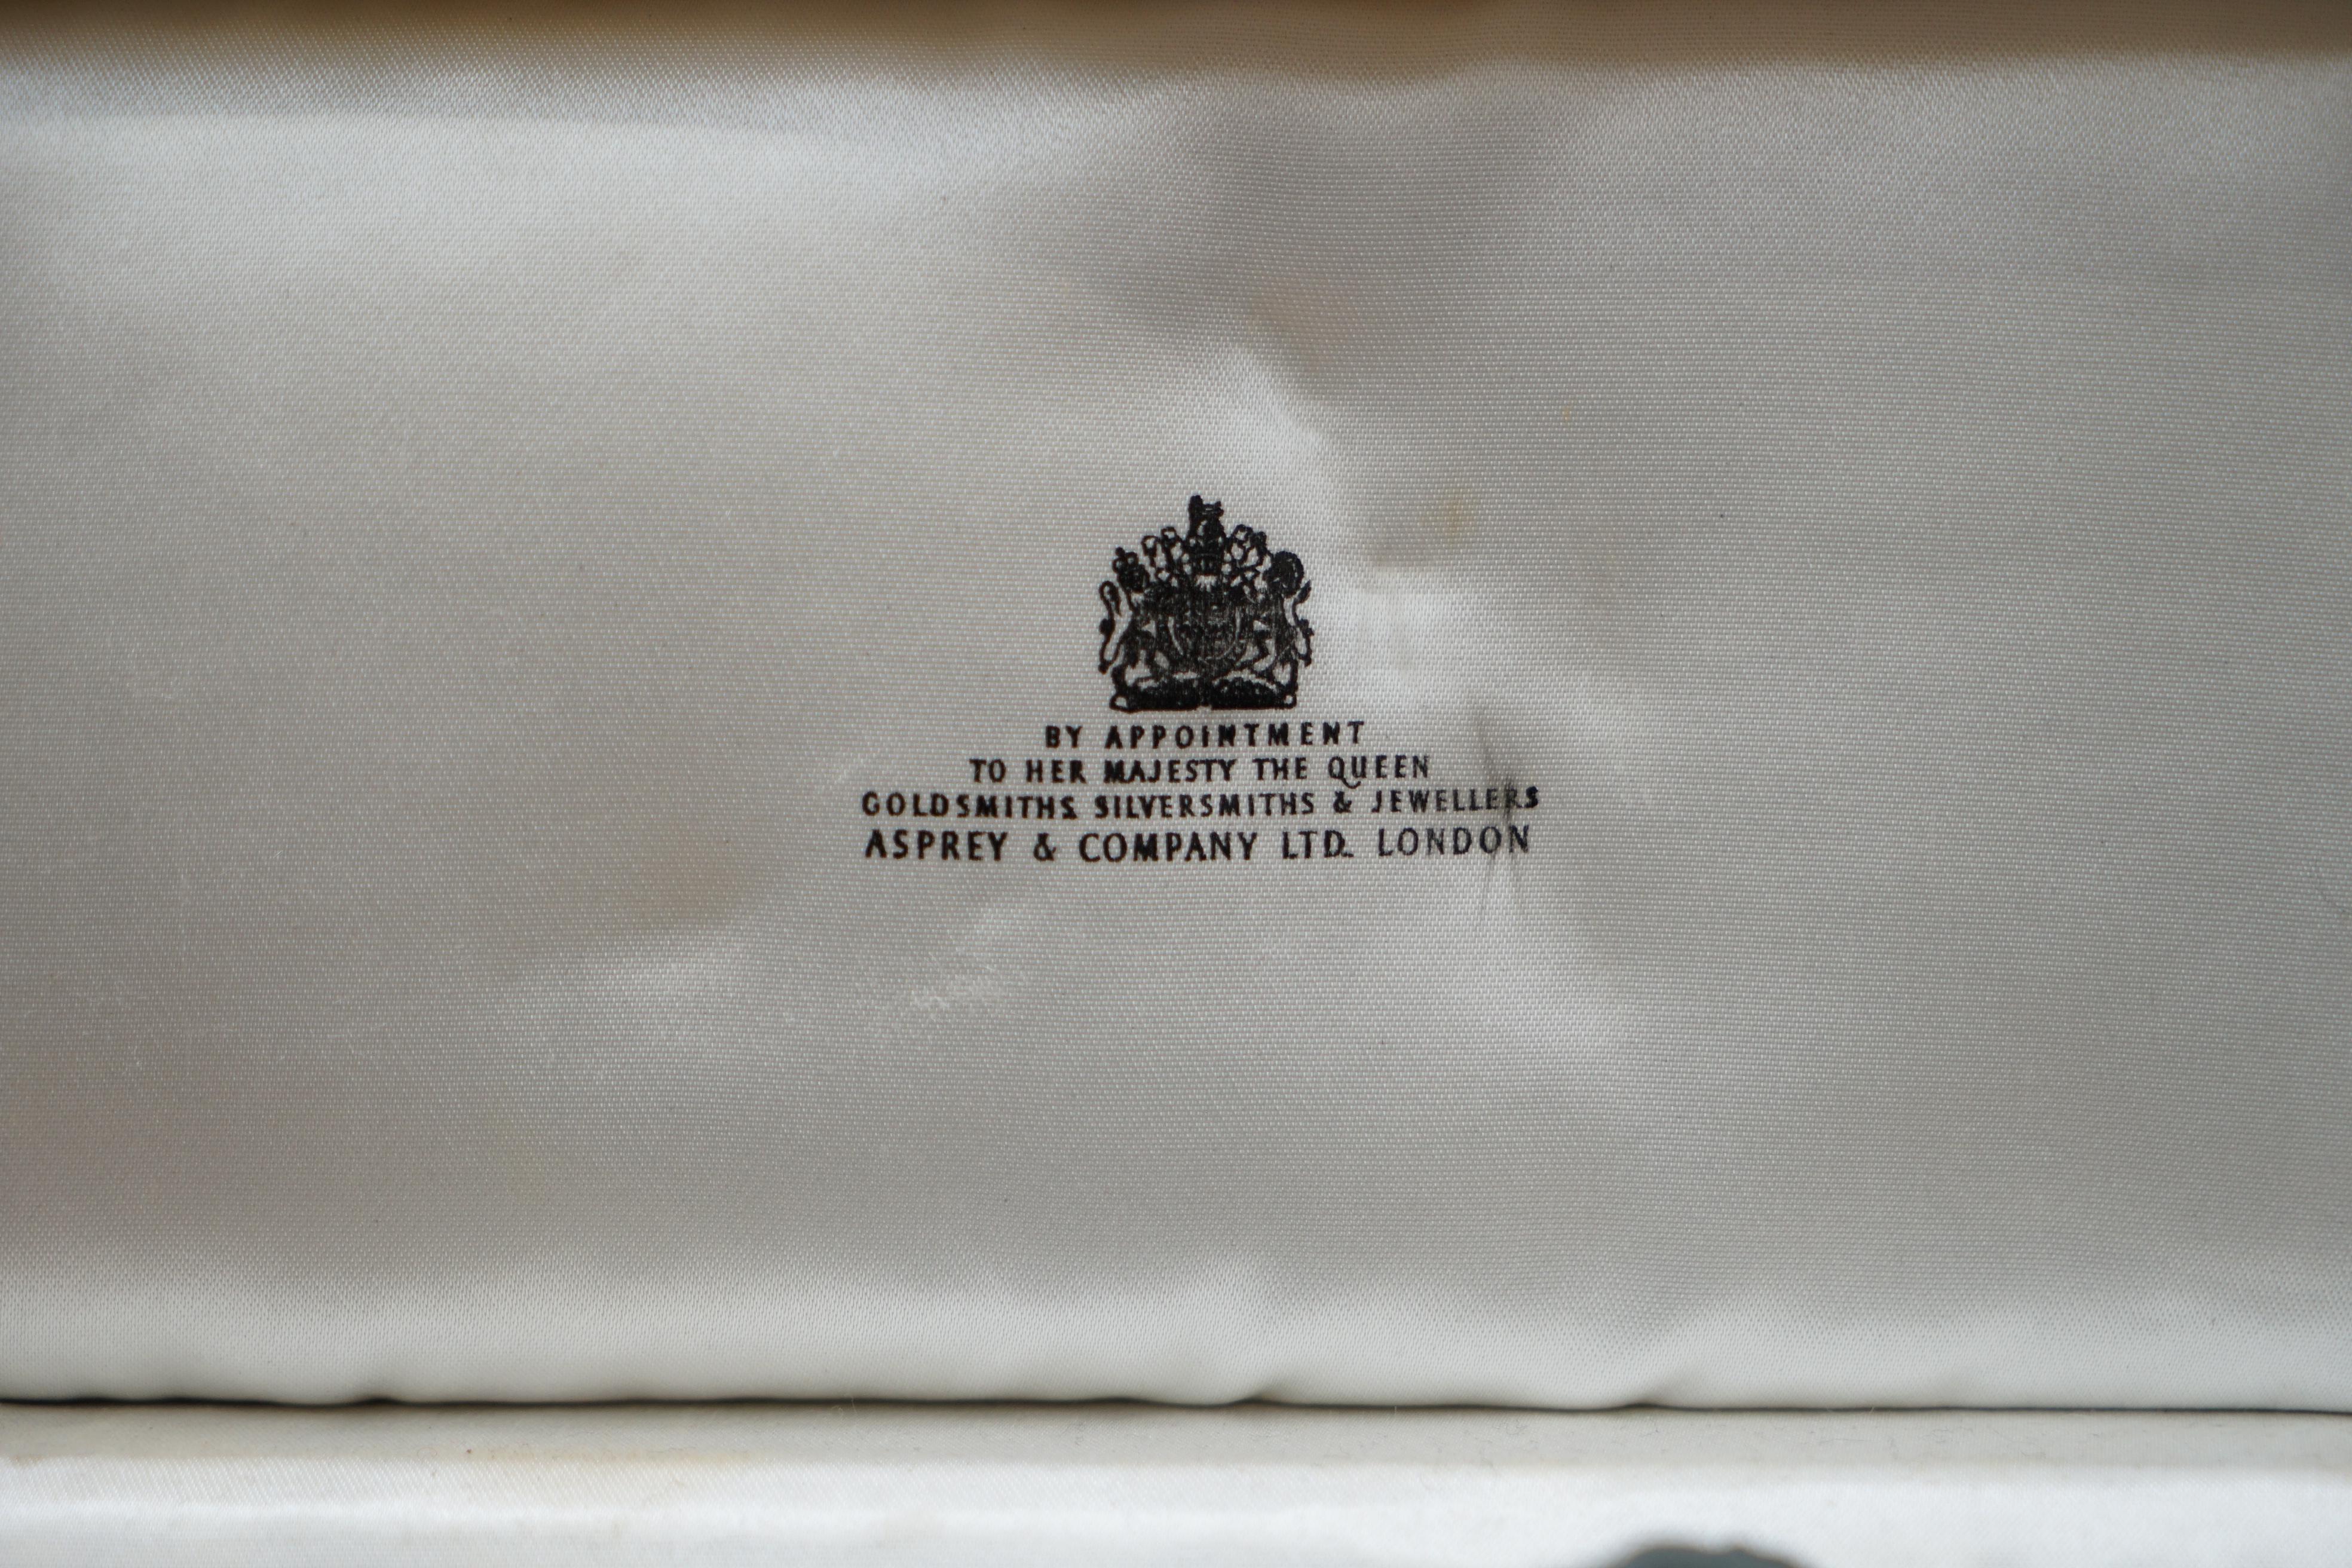 BY APPOINTMENT
TO HER MAJESTY THE QUEEN
GOLDSMITHS SILVERSMITHS & JEWELLERS
ASPREY & COMPANY LTD. LONDON